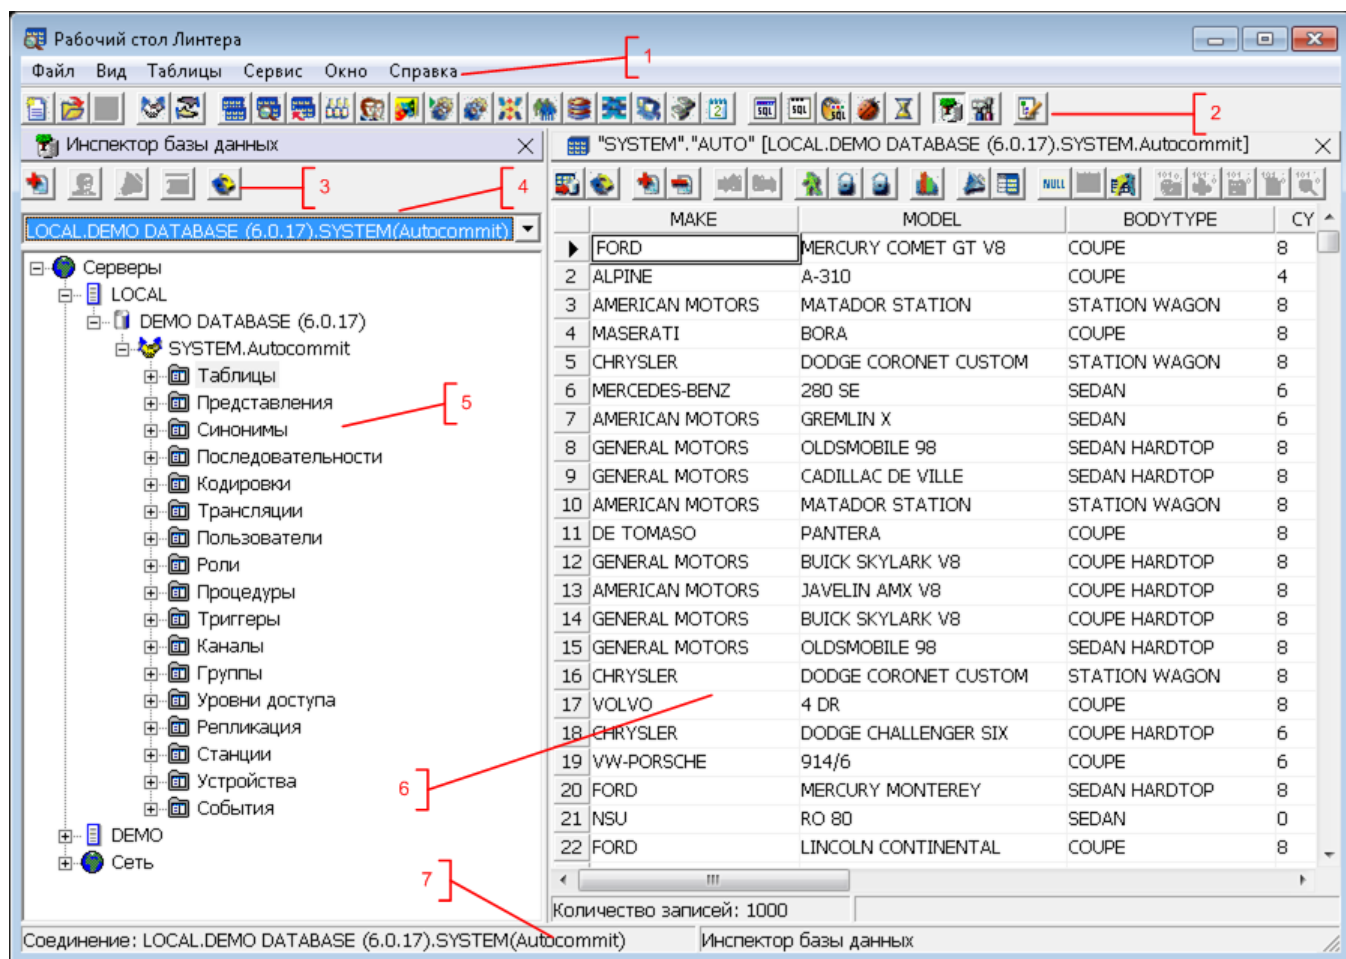 Рабочий стол Линтера
Файл Вид Таблицы Сервис Окно Справка
1
2
Инспектор базы данных
"SYSTEM"."AUTO" [LOCAL.DEMO DATABASE (6.0.17).SYSTEM.Autocommit]
3
4
LOCAL.DEMO DATABASE (6.0.17).SYSTEM(Autocommit)
Серверы
LOCAL
DEMO DATABASE (6.0.17)
SYSTEM.Autocommit
Таблицы
Представления
5
Синонимы
Последовательности
Кодировки
Трансляции
Пользователи
Роли
Процедуры
Триггеры
Каналы
Группы
Уровни доступа
Репликация
Станции
Устройства
6
События
DEMO
Сеть
7
SQL SQL SQL
NULL
MAKE MODEL BODYTYPE CY
FORD MERCURY COMET GT V8 COUPE 8
2 ALPINE A-310 COUPE 4
3 AMERICAN MOTORS MATADOR STATION STATION WAGON 8
4 MASERATI BORA COUPE 8
5 CHRYSLER DODGE CORONET CUSTOM STATION WAGON 8
6 MERCEDES-BENZ 280 SE SEDAN 6
7 AMERICAN MOTORS GREMLIN X SEDAN 6
8 GENERAL MOTORS OLDSMOBILE 98 SEDAN HARDTOP 8
9 GENERAL MOTORS CADILLAC DE VILLE SEDAN HARDTOP 8
10 AMERICAN MOTORS MATADOR STATION STATION WAGON 8
11 DE TOMASO PANTERA COUPE 8
12 GENERAL MOTORS BUICK SKYLARK V8 COUPE HARDTOP 8
13 AMERICAN MOTORS JAVELIN AMX V8 COUPE HARDTOP 8
14 GENERAL MOTORS BUICK SKYLARK V8 COUPE HARDTOP 8
15 GENERAL MOTORS OLDSMOBILE 98 SEDAN HARDTOP 8
16 CHRYSLER DODGE CORONET CUSTOM STATION WAGON 8
17 VOLVO 4 DR COUPE 8
18 CHRYSLER DODGE CHALLENGER SIX COUPE HARDTOP 6
19 VW-PORSCHE 914/6 COUPE 6
20 FORD MERCURY MONTEREY SEDAN HARDTOP 8
21 NSU RO 80 SEDAN 0
22 FORD LINCOLN CONTINENTAL COUPE 8
Количество записей: 1000
Соединение: LOCAL.DEMO DATABASE (6.0.17).SYSTEM(Autocommit) Инспектор базы данных